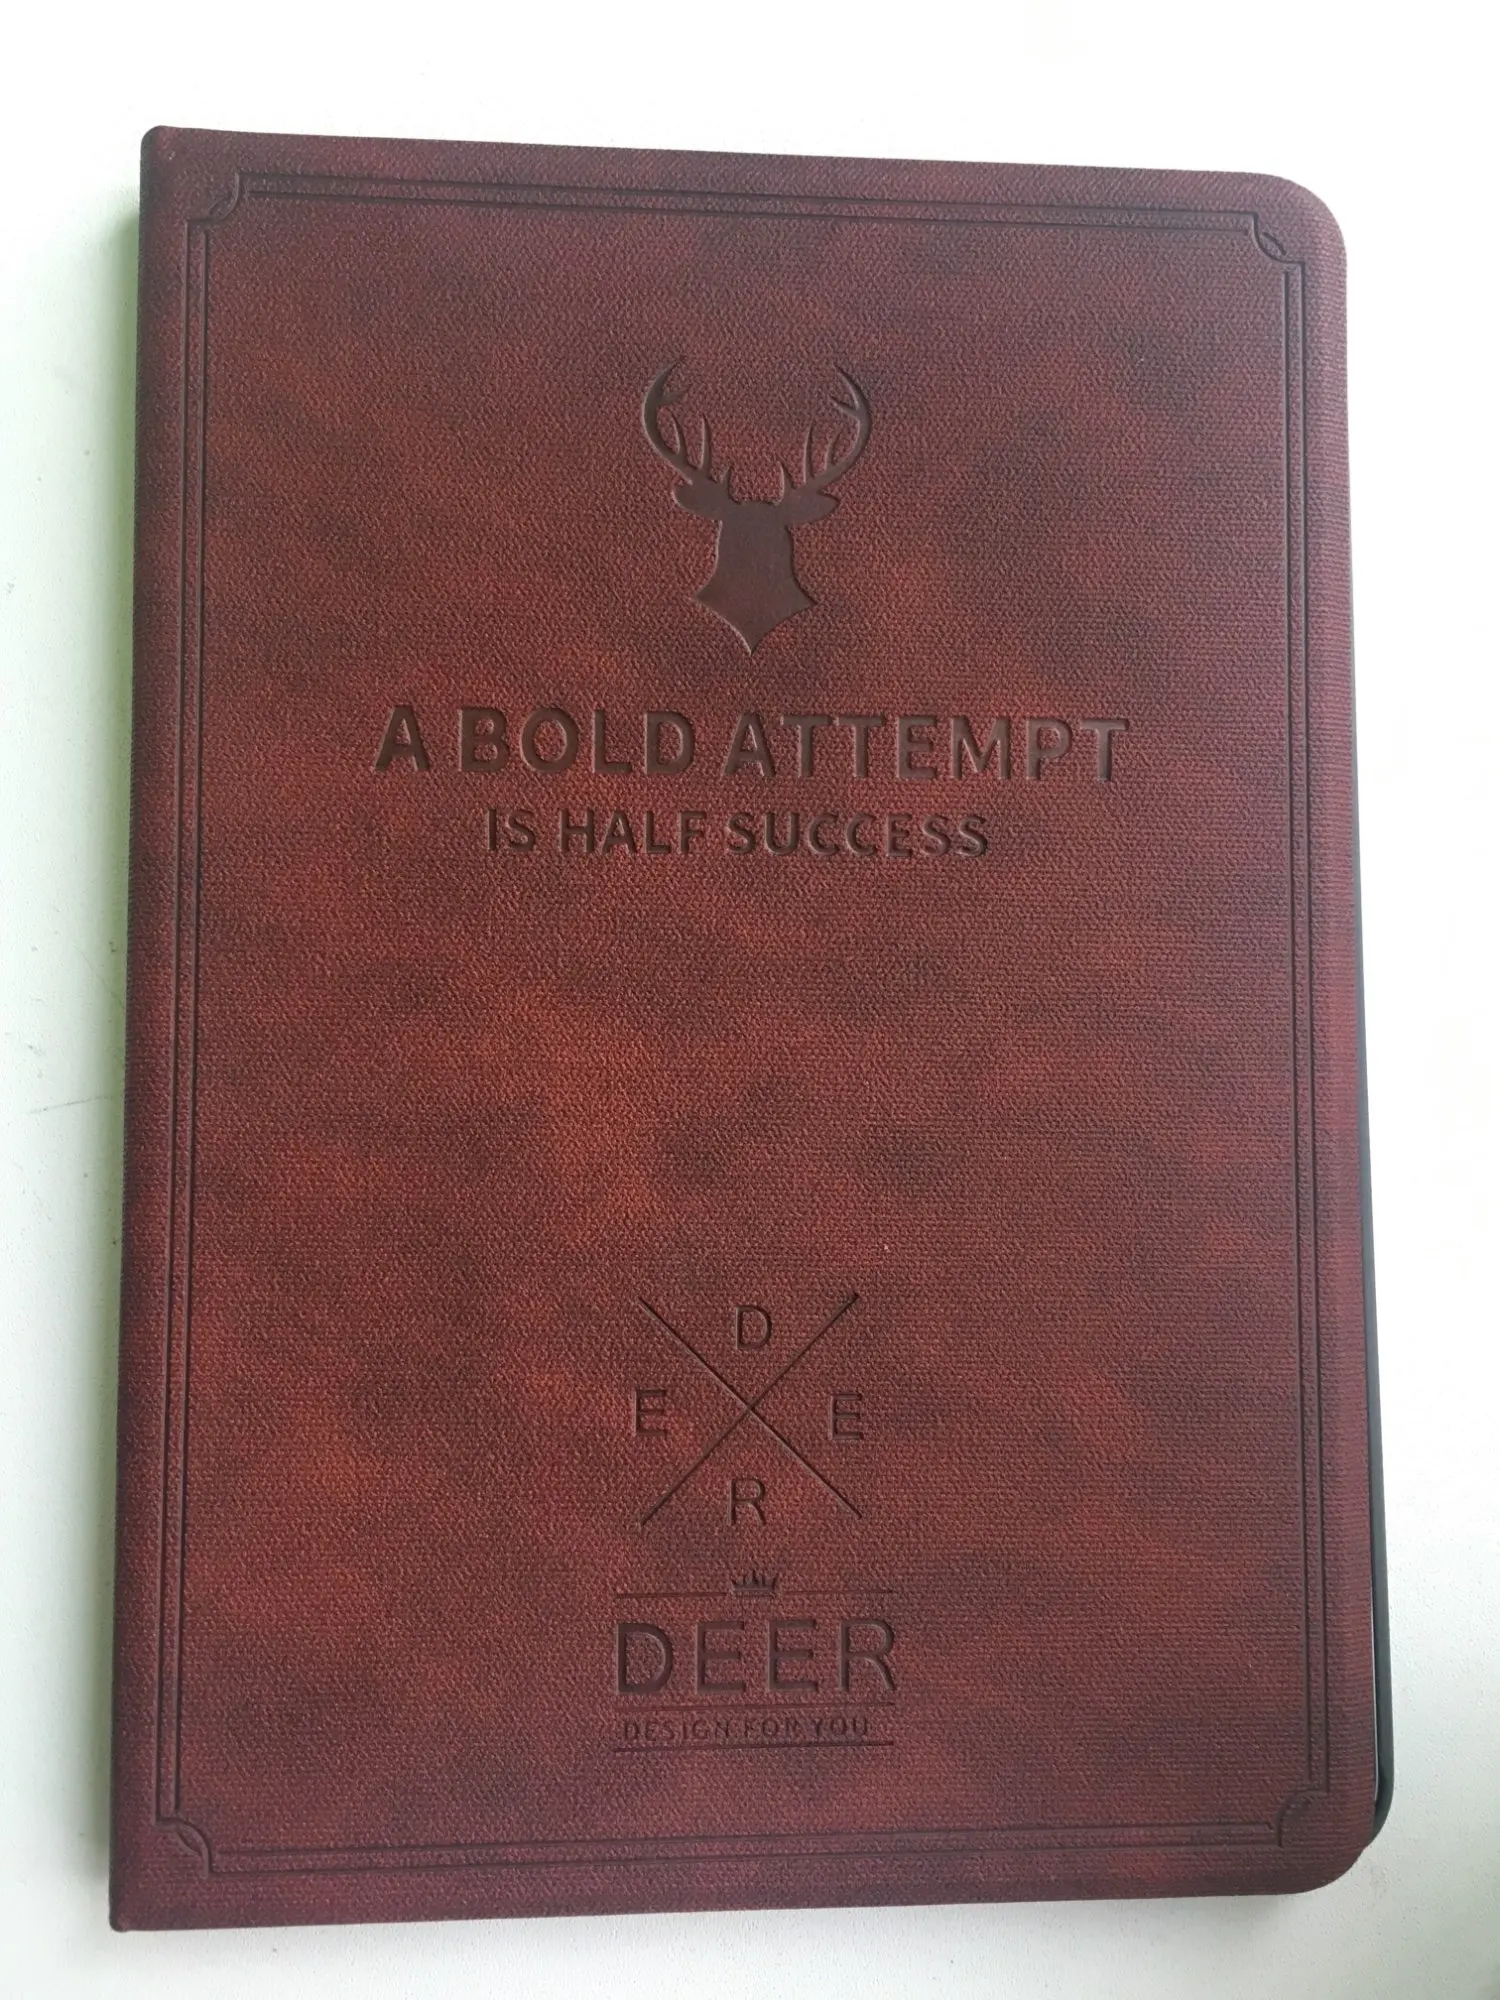 A BOLD ATTEMPT
IS HALF SUCCESS
D
E E
R
DEER
DESIGN FOR YOU